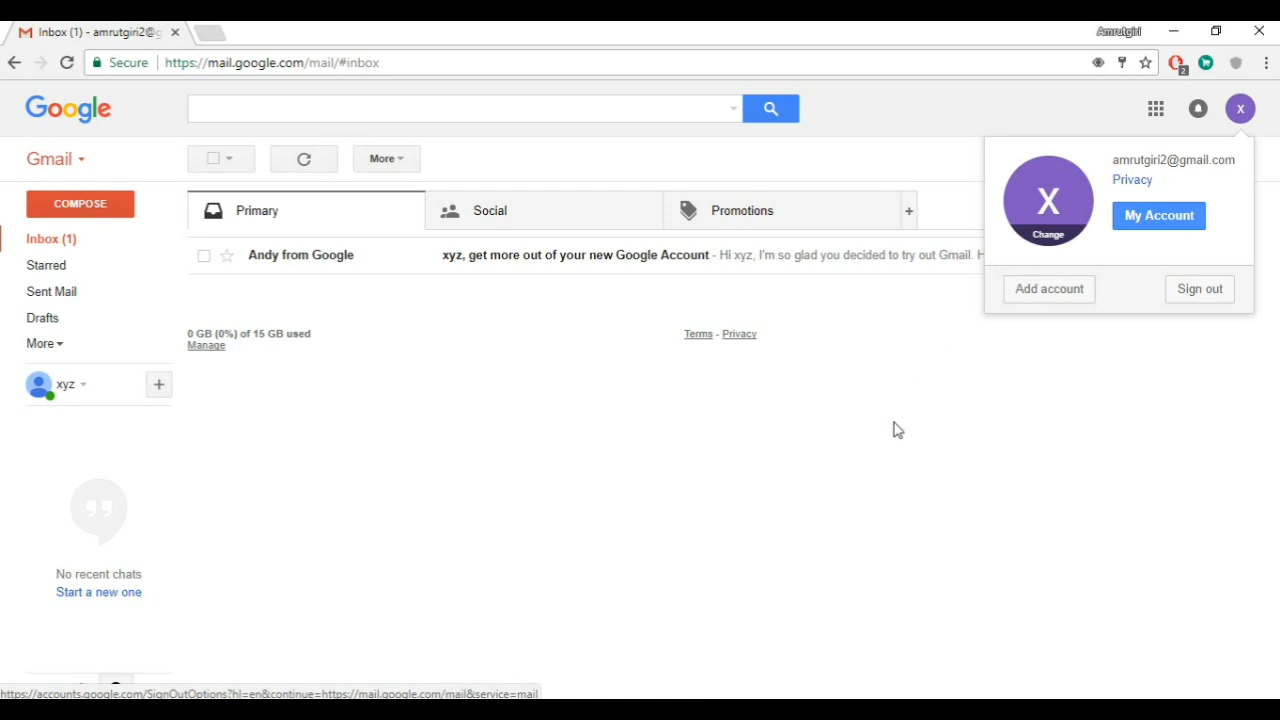 Inbox (1) - amrutgiri2@g
Amrutgiri
Secure
https://mail.google.com/mail/#inbox
2
Google
X
Gmail
More
amrutgiri2@gmail.com
Privacy
X
Change
My Account
COMPOSE
Primary
Social
Promotions
+
Inbox (1)
Andy from Google
xyz, get more out of your new Google Account - Hi xyz, I'm so glad you decided to try out Gmail. H
Starred
Sent Mail
Add account
Sign out
Drafts
0 GB (0%) of 15 GB used
Terms - Privacy
More
Manage
xyz
+
No recent chats
Start a new one
https://accounts.google.com/SignOutOptions?hl=en&continue=https://mail.google.com/mail&service=mail